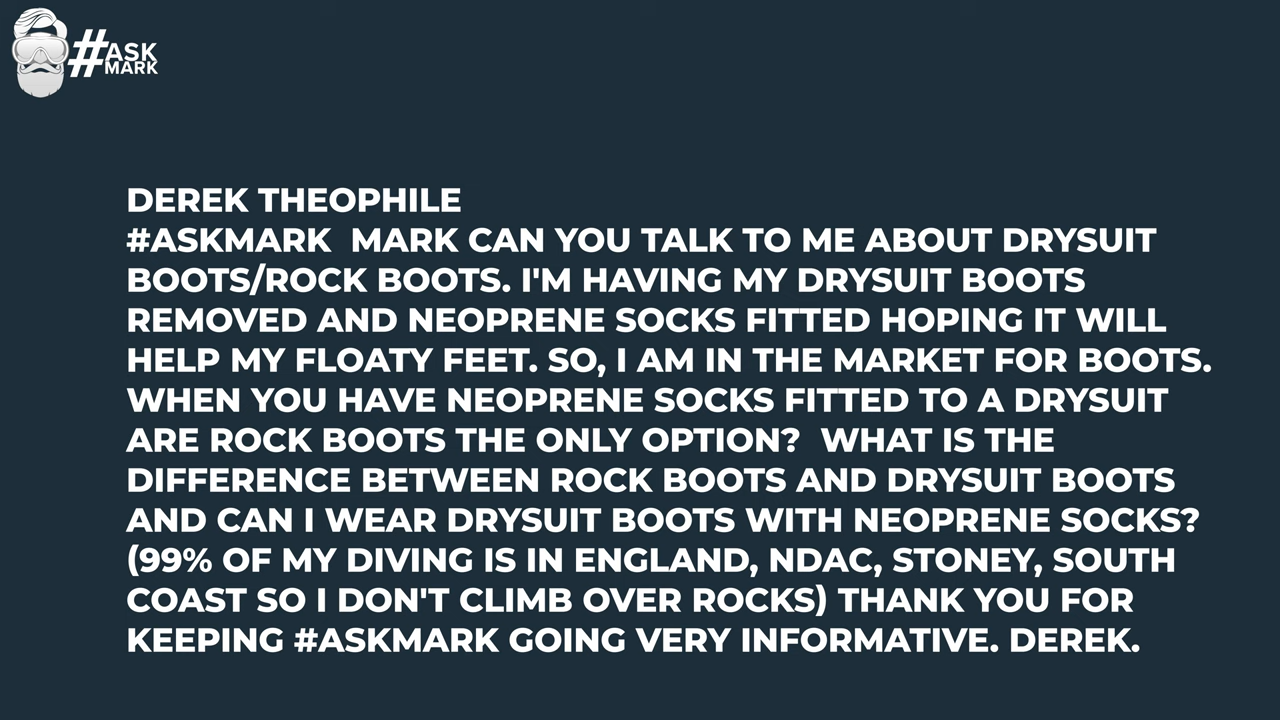 #ASK
MARK
DEREK THEOPHILE
#ASKMARK  MARK CAN YOU TALK TO ME ABOUT DRYSUIT
BOOTS/ROCK BOOTS. I'M HAVING MY DRYSUIT BOOTS
REMOVED AND NEOPRENE SOCKS FITTED HOPING IT WILL
HELP MY FLOATY FEET. SO, I AM IN THE MARKET FOR BOOTS.
WHEN YOU HAVE NEOPRENE SOCKS FITTED TO A DRYSUIT
ARE ROCK BOOTS THE ONLY OPTION?  WHAT IS THE
DIFFERENCE BETWEEN ROCK BOOTS AND DRYSUIT BOOTS
AND CAN I WEAR DRYSUIT BOOTS WITH NEOPRENE SOCKS?
(99% OF MY DIVING IS IN ENGLAND, NDAC, STONEY, SOUTH
COAST SO I DON'T CLIMB OVER ROCKS) THANK YOU FOR
KEEPING #ASKMARK GOING VERY INFORMATIVE. DEREK.